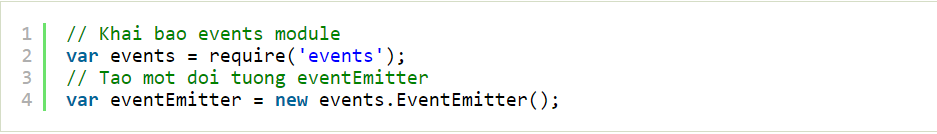 1 // Khai bao events module
2 var events = require('events');
3 // Tao mot doi tuong eventEmitter
4 var eventEmitter = new events.EventEmitter();